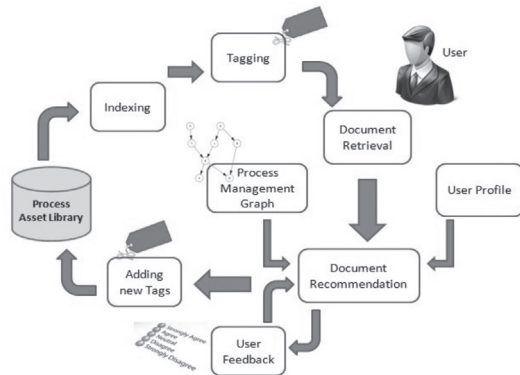 Tagging
User
Indexing
Document
Retrieval
Process
Management
Graph
User Profile
Process
Asset Library
Adding
new Tags
Document
Recommendation
User
Feedback
Strongly Agree
Agree
Neutral
Disagree
Strongly Disagree